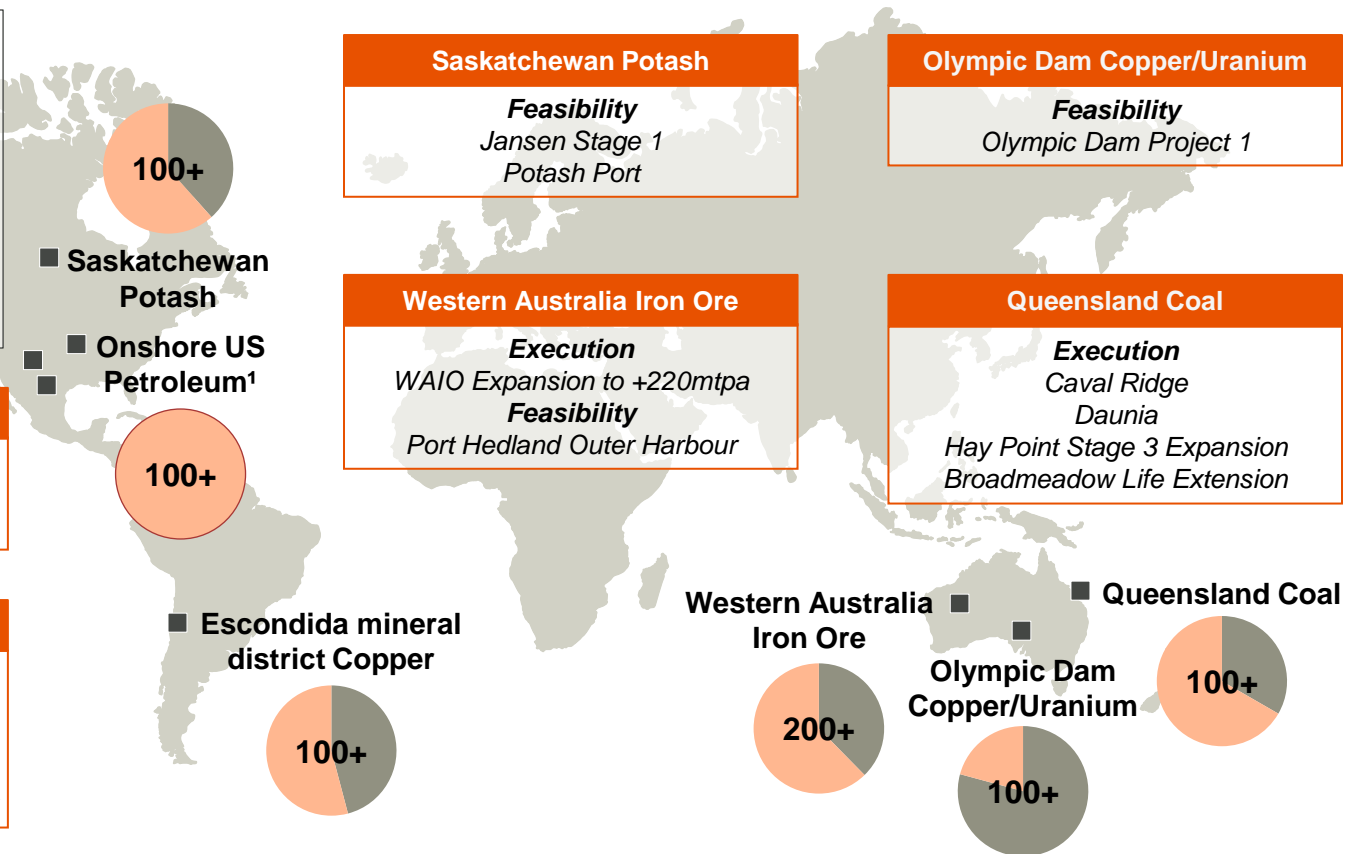 Saskatchewan Potash
Feasibility
Jansen Stage 1
Potash Port
Olympic Dam Copper/Uranium
Feasibility
Olympic Dam Project 1
100+
Saskatchewan
Potash
Onshore US
Petroleum¹
100+
Western Australia Iron Ore
Execution
WAIO Expansion to +220mtpa
Feasibility
Port Hedland Outer Harbour
Queensland Coal
Execution
Caval Ridge
Daunia
Hay Point Stage 3 Expansion
Broadmeadow Life Extension
Escondida mineral
district Copper
100+
Western Australia
Iron Ore
200+
Olympic Dam
Copper/Uranium
100+
Queensland Coal
100+